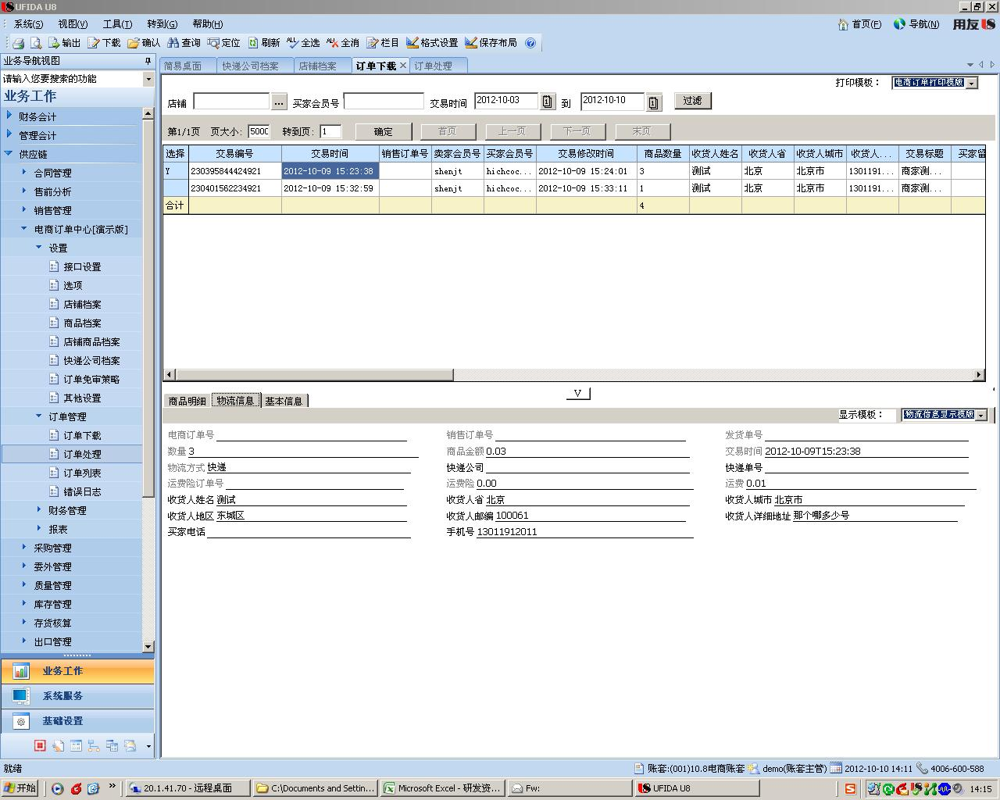 UFIDA U8
系统(S) 视图(V) 工具(T) 转到(G) 帮助(H) 首页(F) 导航(N) 用友
输出 下载 确认 查询 定位 刷新 全选 全消 栏目 格式设置 保存布局
业务导航视图 简易桌面 快递公司档案 店铺档案 订单下载 订单处理
请输入您要搜索的功能 打印模板： 电商订单打印模版
业务工作
店铺 买家会员号 交易时间 2012-10-03 到 2012-10-10 过滤
财务会计
管理会计
供应链
合同管理
售前分析
销售管理
电商订单中心[演示版]
设置
接口设置
选项
店铺档案
商品档案
店铺商品档案
快递公司档案
订单免审策略
其他设置
订单管理
订单下载
订单处理
订单列表
错误日志
财务管理
报表
采购管理
委外管理
质量管理
库存管理
存货核算
出口管理
业务工作
系统服务
基础设置
第1/1页 页大小： 5000 转到页： 1 确定 首页 上一页 下一页 末页
选择 交易编号 交易时间 销售订单号 卖家会员号 买家会员号 交易修改时间 商品数量 收货人姓名 收货人省 收货人城市 收货人... 交易标题 买家留
Y 230395844424921 2012-10-09 15:23:38 shenjt hichcoc... 2012-10-09 15:24:01 3 测试 北京 北京市 1301191... 商家测...
230401562234921 2012-10-09 15:32:59 shenjt hichcoc... 2012-10-09 15:33:11 1 测试 北京 北京市 1301191... 商家测...
合计 4
V
商品明细 物流信息 基本信息
显示模板： 物流信息显示模版
电商订单号 销售订单号 发货单号
数量 3 商品金额 0.03 交易时间 2012-10-09T15:23:38
物流方式 快递 快递公司 快递单号
运费险订单号 运费险 0.00 运费 0.01
收货人姓名 测试 收货人省 北京 收货人城市 北京市
收货人地区 东城区 收货人邮编 100061 收货人详细地址 那个哪多少号
买家电话 手机号 13011912011
就绪 账套:(001)10.8电商账套 demo(账套主管) 2012-10-10 14:11 4006-600-588
开始 20.1.41.70 - 远程桌面 C:\Documents and Settin... Microsoft Excel - 研发资... Fw: UFIDA U8 14:15